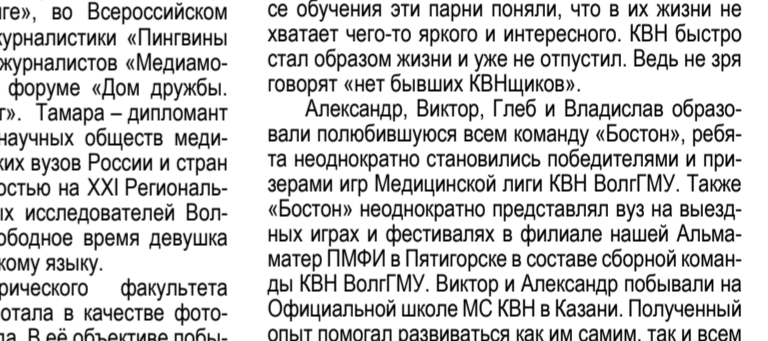 ге», во Всероссийском
журналистики «Пингвины
журналистов «Медиамо-
форуме «Дом дружбы.
г». Тамара – дипломант
научных обществ меди-
ких вузов России и стран
остью на XXI Региональ-
ых исследователей Вол-
ободное время девушка
кому языку.
рического факультета
отала в качестве фото-
да. В её объективе побы-
се обучения эти парни поняли, что в их жизни не
хватает чего-то яркого и интересного. КВН быстро
стал образом жизни и уже не отпустил. Ведь не зря
говорят «нет бывших КВНщиков».
Александр, Виктор, Глеб и Владислав образо-
вали полюбившуюся всем команду «Бостон», ребя-
та неоднократно становились победителями и при-
зерами игр Медицинской лиги КВН ВолгГМУ. Также
«Бостон» неоднократно представлял вуз на выезд-
ных играх и фестивалях в филиале нашей Альма-
матер ПМФИ в Пятигорске в составе сборной коман-
ды КВН ВолгГМУ. Виктор и Александр побывали на
Официальной школе МС КВН в Казани. Полученный
опыт помогал развиваться как им самим, так и всем